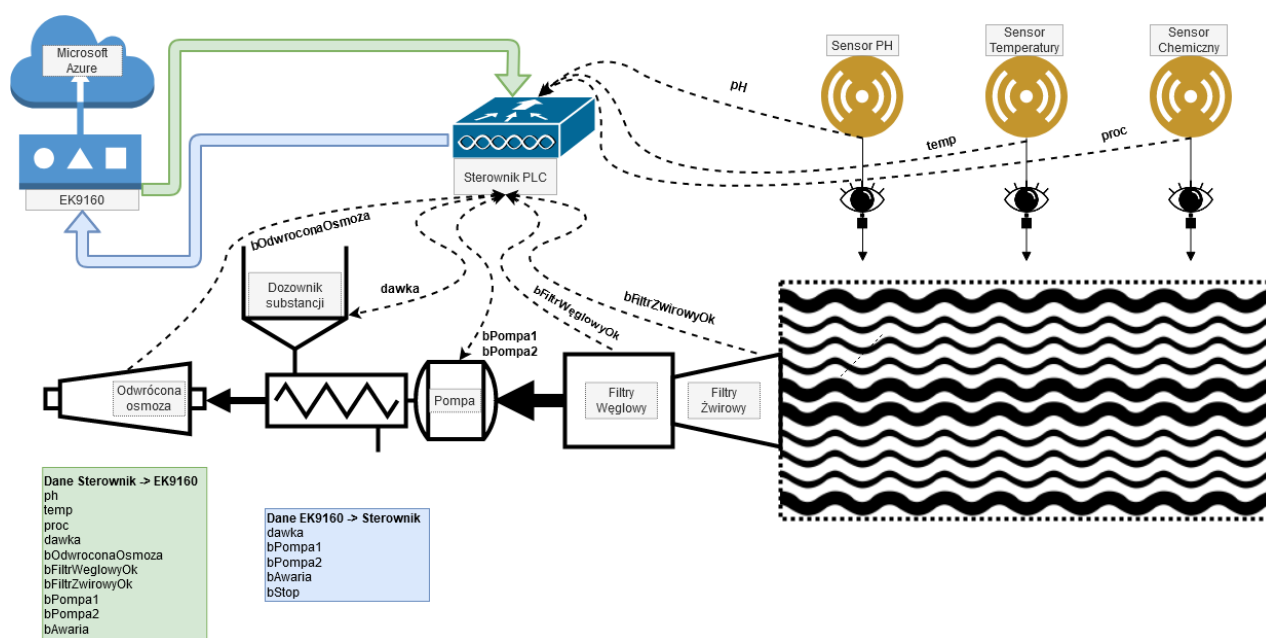 Microsoft
Azure
EK9160
Sterownik PLC
Sensor PH
Sensor
Temperatury
Sensor
Chemiczny
pH
temp
proc
bOdwroconaOsmoza
Dozownik
substancji
dawka
bPompa1
bPompa2
bFiltrWęglowyOk
bFiltrZwirowyOk
Odwrócona
osmoza
Pompa
Filtry
Węglowy
Filtry
Żwirowy
Dane Sterownik -> EK9160
ph
temp
proc
dawka
bOdwroconaOsmoza
bFiltrWeglowyOk
bFiltrZwirowyOk
bPompa1
bPompa2
bAwaria
Dane EK9160 -> Sterownik
dawka
bPompa1
bPompa2
bAwaria
bStop